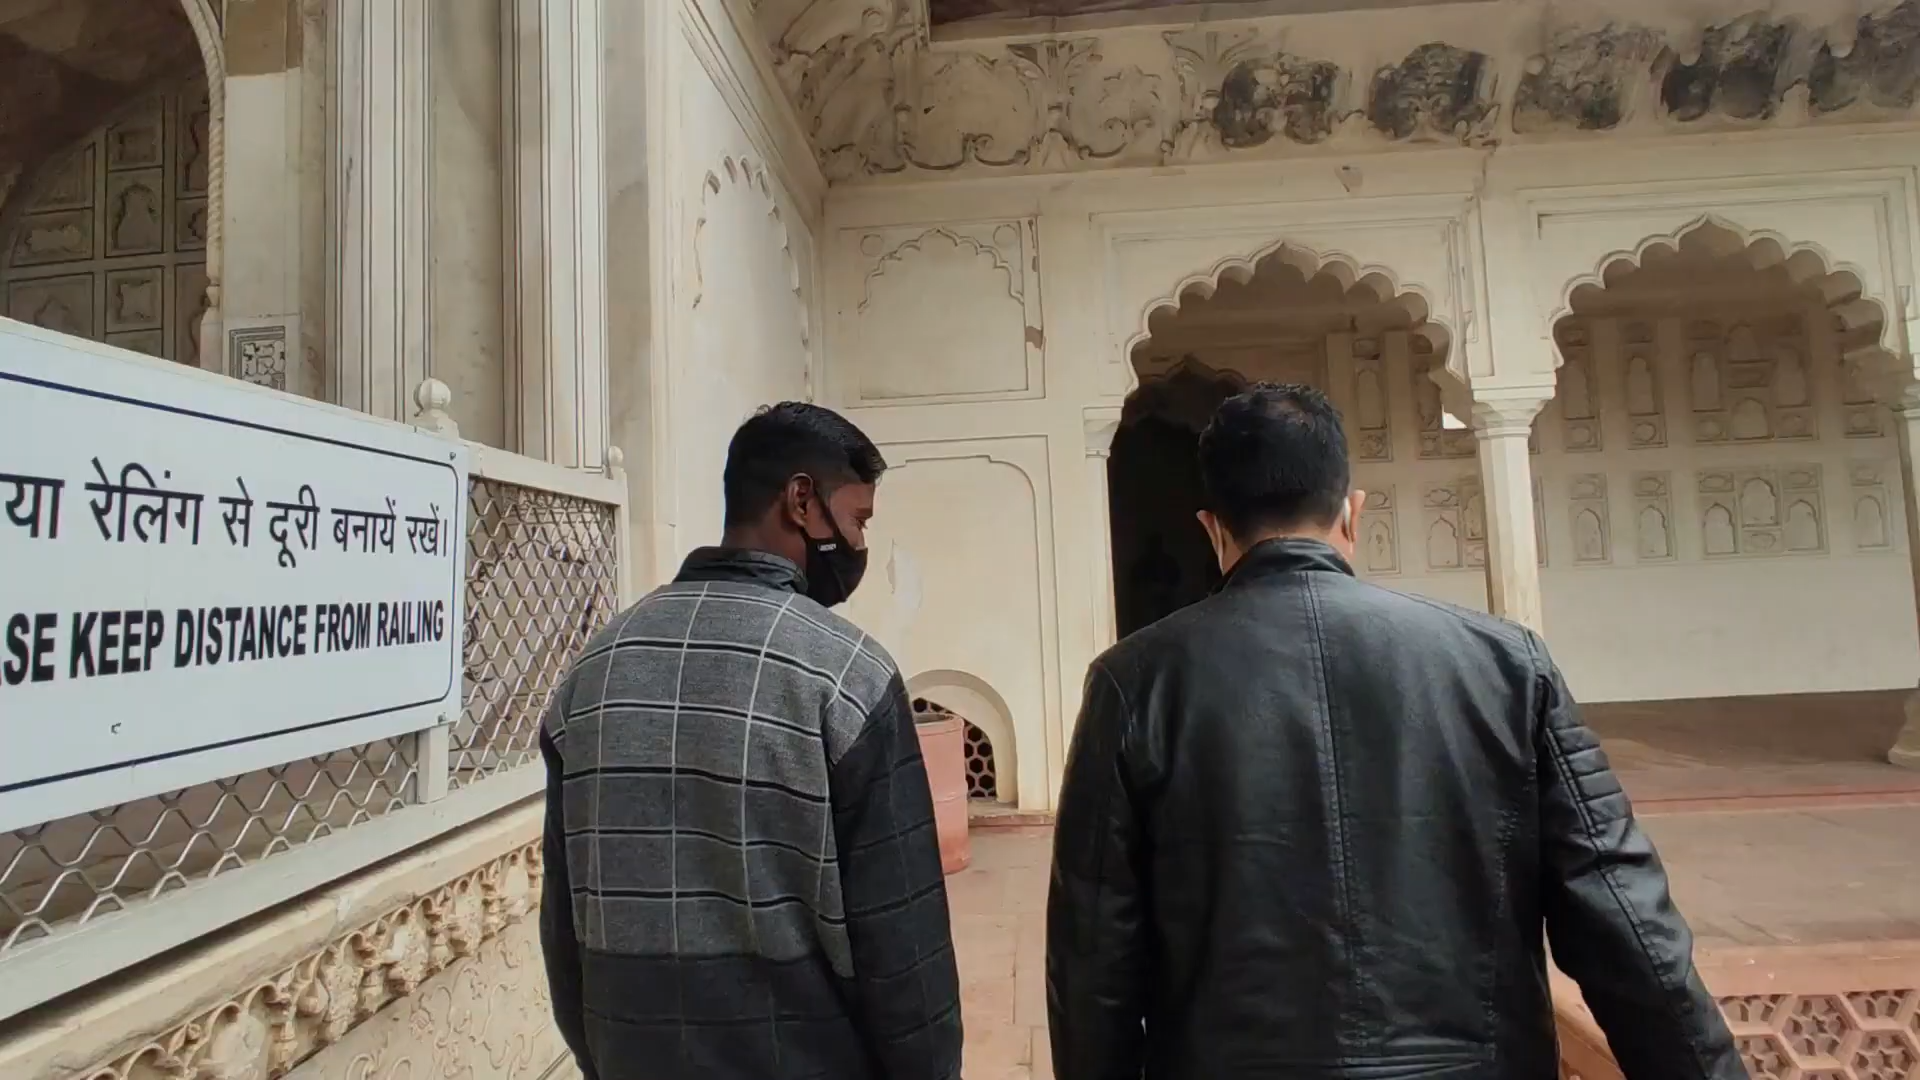 या रेलिंग से दूरी बनायें रखें।
SE KEEP DISTANCE FROM RAILING